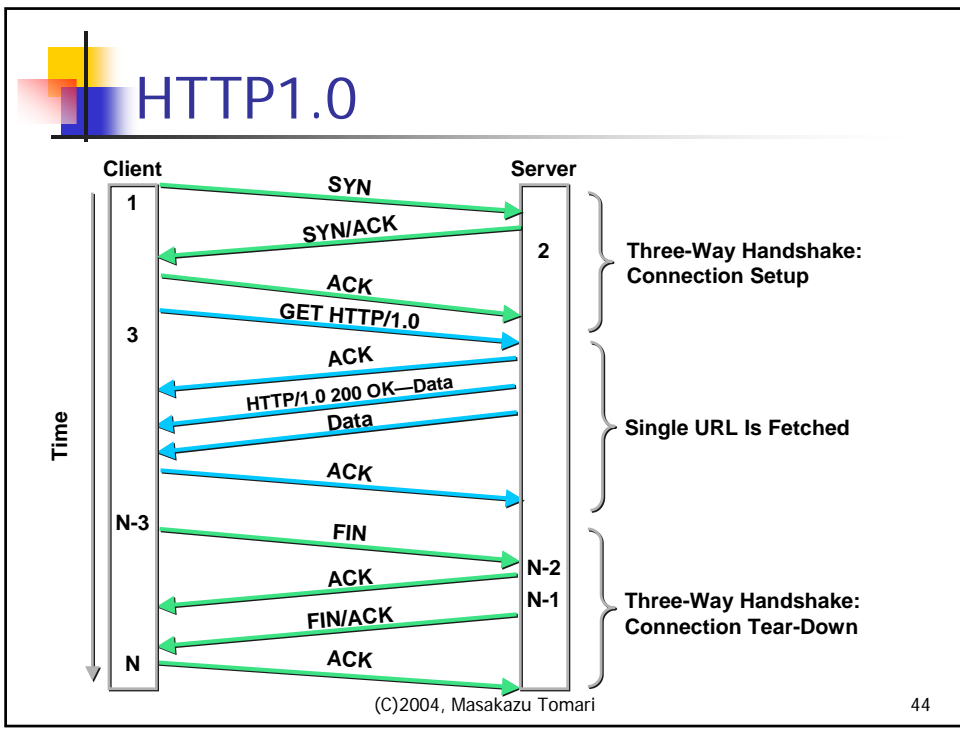 HTTP1.0
Client
Server
SYN
1
SYN/ACK
2
Three-Way Handshake:
Connection Setup
ACK
GET HTTP/1.0
3
ACK
HTTP/1.0 200 OK—Data
Data
Single URL Is Fetched
Time
ACK
N-3
FIN
N-2
ACK
N-1
FIN/ACK
Three-Way Handshake:
Connection Tear-Down
N
ACK
(C)2004, Masakazu Tomari
44